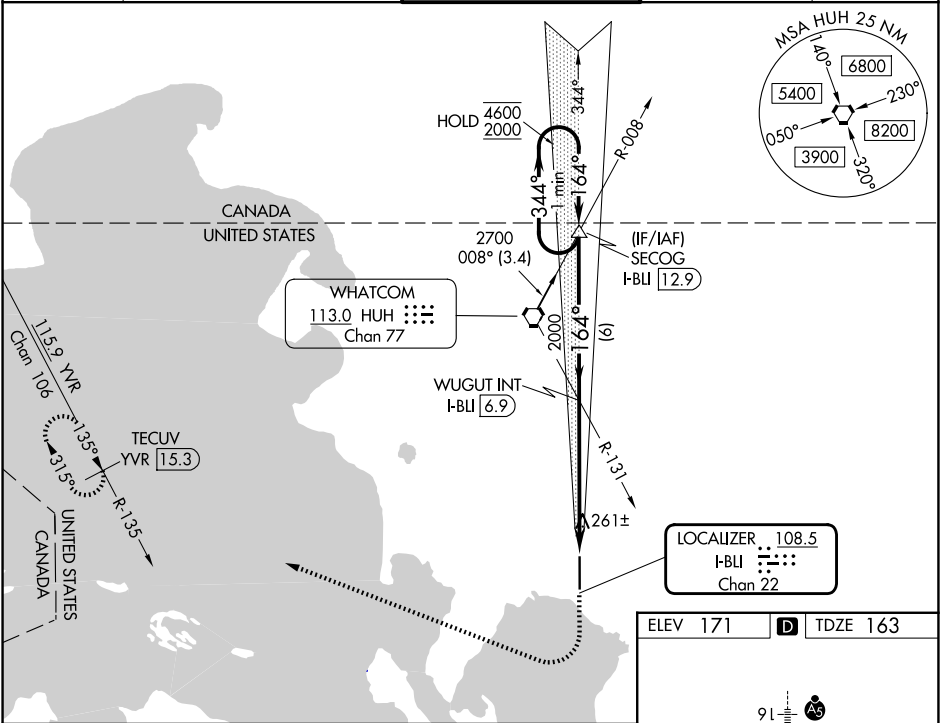 MSA HUH 25 NM
140°
6800
5400
230°
050°
8200
3900
320°
HOLD 4600
2000
344°
R-008
344°
1 min
164°
CANADA
UNITED STATES
2700
008° (3.4)
(IF/IAF)
SECOG
I-BLI 12.9
WHATCOM
113.0 HUH
Chan 77
2000
164°
(6)
115.9 YVR
Chan 106
WUGUT INT
I-BLI 6.9
135°
TECUV
YVR 15.3
315°
R-131
R-135
261±
UNITED STATES
CANADA
LOCALIZER 108.5
I-BLI
Chan 22
ELEV 171 D TDZE 163
16
A5